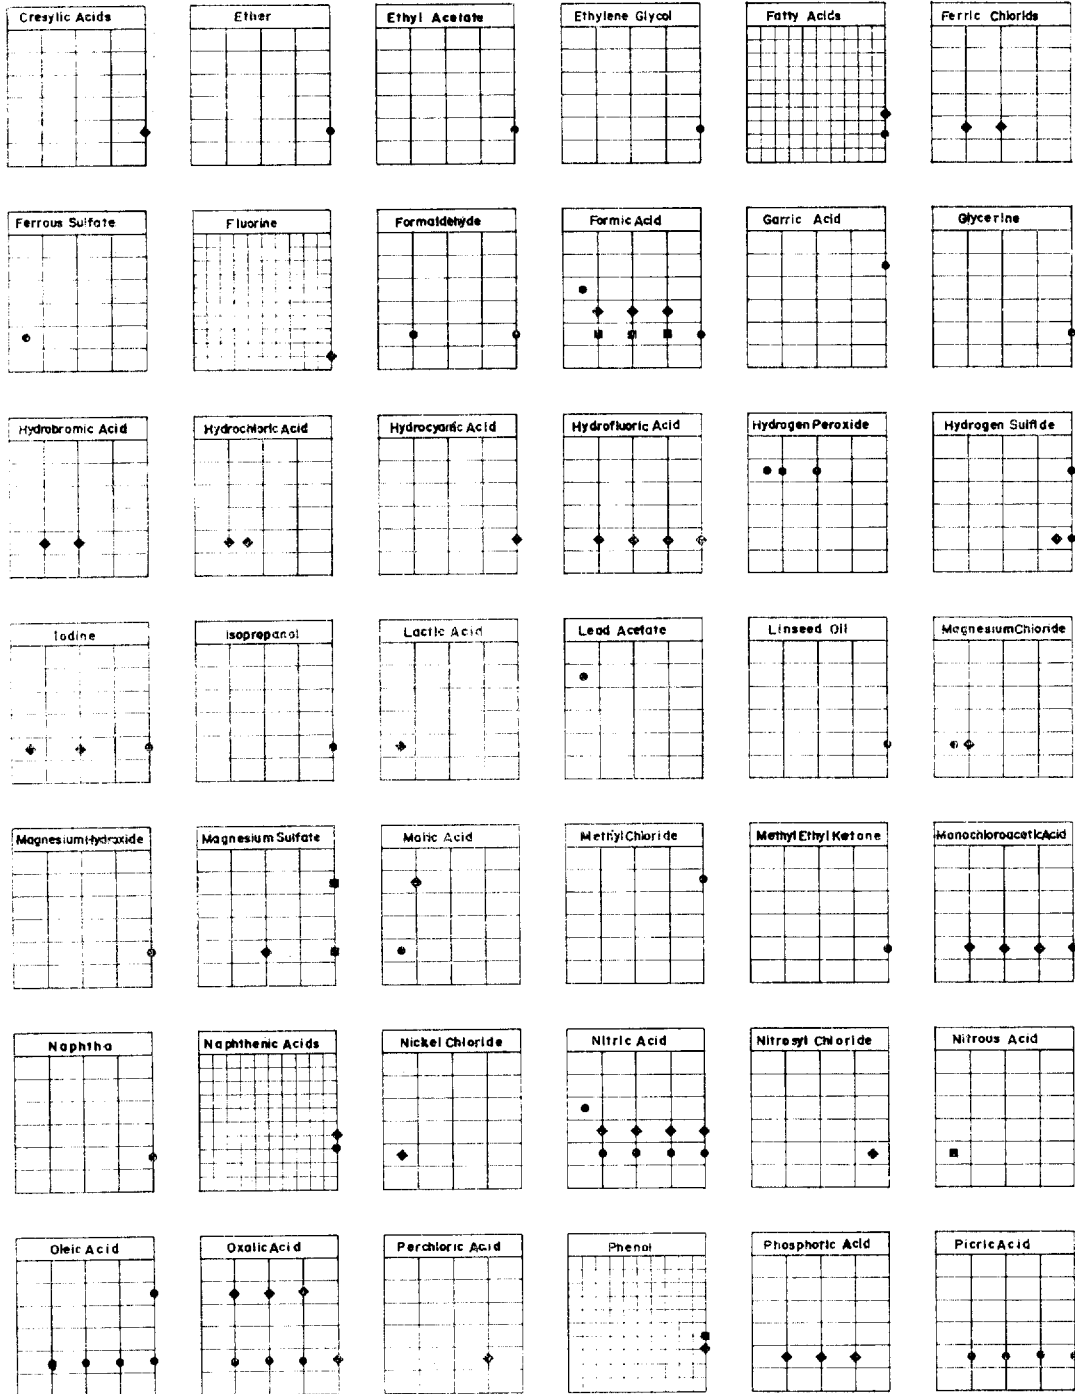 Cresylic Acids
Ether
Ethyl Acetate
Ethylene Glycol
Fatty Acids
Ferric Chlorids
Ferrous Sulfate
Fluorine
Formaldehyde
Formic Acid
Garric Acid
Glycerine
Hydrobromic Acid
Hydrochloric Acid
Hydrocyanic Acid
Hydrofluoric Acid
Hydrogen Peroxide
Hydrogen Sulfide
Iodine
Isopropanol
Lactic Acid
Lead Acetate
Linseed Oil
Magnesium Chloride
Magnesium Hydroxide
Magnesium Sulfate
Malic Acid
Methyl Chloride
Methyl Ethyl Ketone
Monochloroacetic Acid
Naphtha
Naphthenic Acids
Nickel Chloride
Nitric Acid
Nitrosyl Chloride
Nitrous Acid
Oleic Acid
Oxalic Acid
Perchloric Acid
Phenol
Phosphoric Acid
Picric Acid